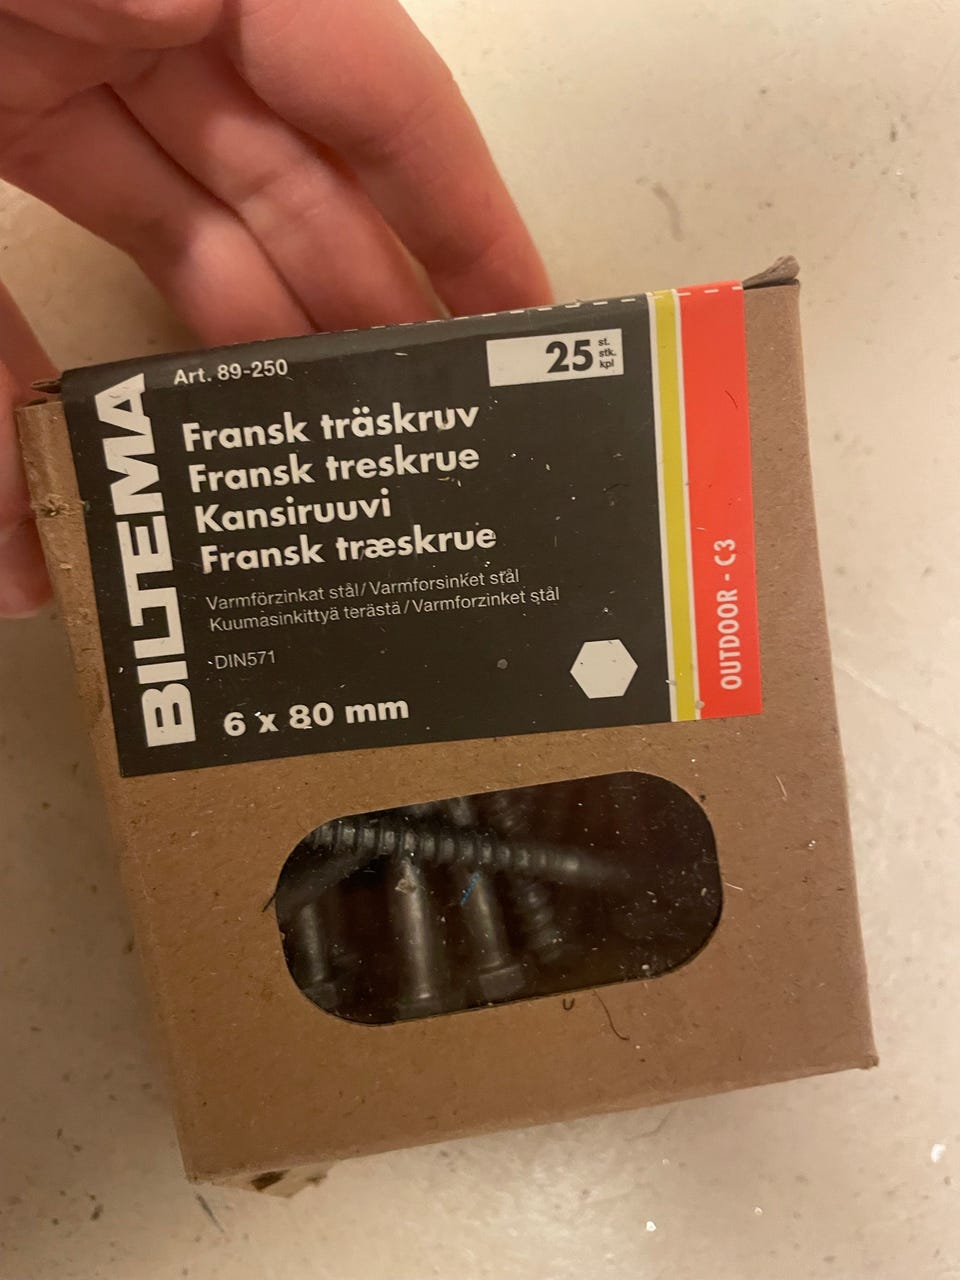 BILTEMA
Art. 89-250
25 st.
stk.
kpl
Fransk träskruv
Fransk treskrue
Kansiruuvi
Fransk træskrue
Varmförzinkat stål/Varmforsinket stål
Kuumasinkittyä terästä/Varmforzinket stål
DIN571
6 x 80 mm
OUTDOOR - C3